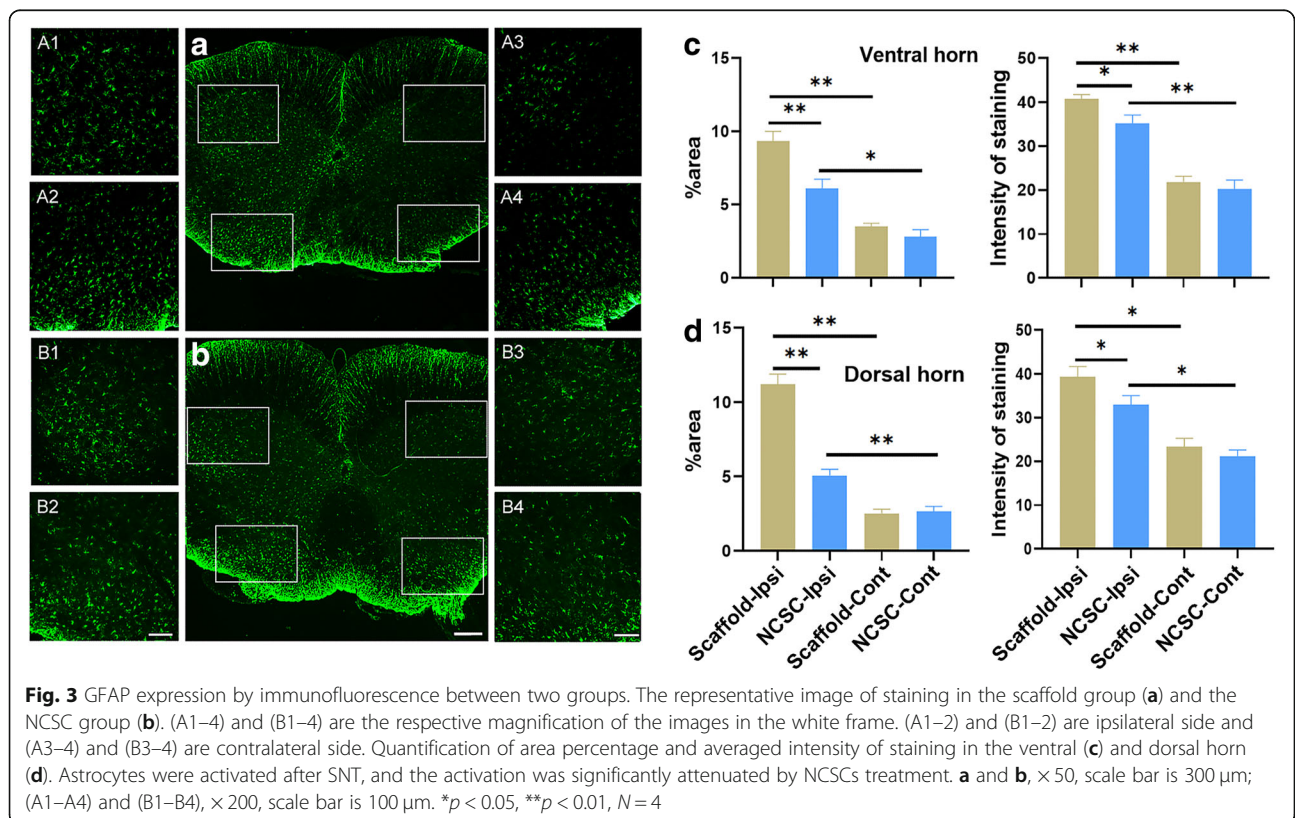 A1
a
A3
A2
A4
B1
b
B3
B2
B4
c
Ventral horn
%area
15
10
5
0
**
**
*
Intensity of staining
50
40
30
20
10
0
**
*
**
d
Dorsal horn
%area
15
10
5
0
**
**
**
Scaffold-Ipsi
NCSC-Ipsi
Scaffold-Cont
NCSC-Cont
Intensity of staining
50
40
30
20
10
0
*
*
*
Scaffold-Ipsi
NCSC-Ipsi
Scaffold-Cont
NCSC-Cont
Fig. 3 GFAP expression by immunofluorescence between two groups. The representative image of staining in the scaffold group (a) and the
NCSC group (b). (A1–4) and (B1–4) are the respective magnification of the images in the white frame. (A1–2) and (B1–2) are ipsilateral side and
(A3–4) and (B3–4) are contralateral side. Quantification of area percentage and averaged intensity of staining in the ventral (c) and dorsal horn
(d). Astrocytes were activated after SNT, and the activation was significantly attenuated by NCSCs treatment. a and b, × 50, scale bar is 300 μm;
(A1–A4) and (B1–B4), × 200, scale bar is 100 μm. *p < 0.05, **p < 0.01, N = 4